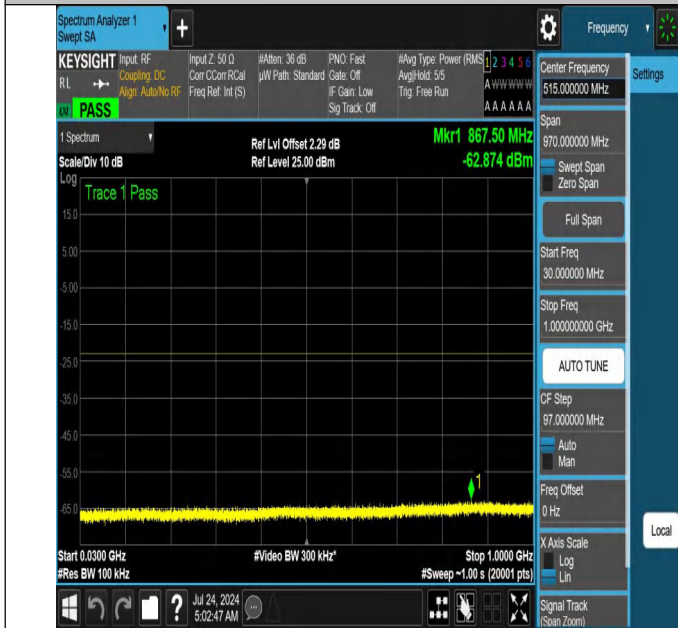 Spectrum Analyzer 1
Swept SA
+
Frequency
KEYSIGHT
RL
LXI
PASS
Input: RF
Coupling: DC
Align: Auto/No RF
Input Z: 50 Ω
Corr CCorr RCal
Freq Ref: Int (S)
#Atten: 36 dB
µW Path: Standard
PNO: Fast
Gate: Off
IF Gain: Low
Sig Track: Off
#Avg Type: Power (RMS
Avg|Hold: 5/5
Trig: Free Run
1 2 3 4 5 6
A W W W W W
A A A A A A
Center Frequency
515.000000 MHz
Settings
Span
970.000000 MHz
Swept Span
Zero Span
Full Span
Start Freq
30.000000 MHz
Stop Freq
1.000000000 GHz
AUTO TUNE
CF Step
97.000000 MHz
Auto
Man
Freq Offset
0 Hz
X Axis Scale
Log
Lin
Signal Track
(Span Zoom)
Local
1 Spectrum
Scale/Div 10 dB
Ref Lvl Offset 2.29 dB
Ref Level 25.00 dBm
Mkr1 867.50 MHz
-62.874 dBm
Log
Trace 1 Pass
15.0
5.00
-5.00
-15.0
-25.0
-35.0
-45.0
-55.0
-65.0
1
Start 0.0300 GHz
#Video BW 300 kHz*
Stop 1.0000 GHz
#Res BW 100 kHz
#Sweep ~1.00 s (20001 pts)
?
Jul 24, 2024
5:02:47 AM